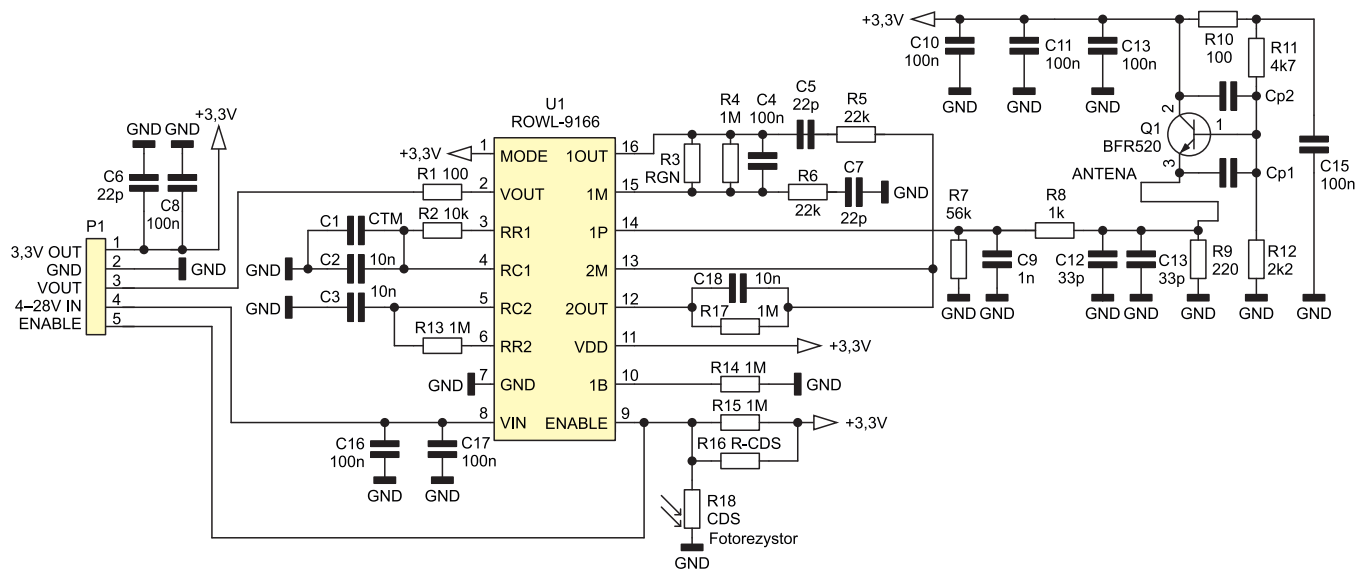 +3,3V
GND GND
C6
22p
C8
100n
P1
3,3V OUT
GND
VOUT
4–28V IN
ENABLE
1
2
3
4
5
GND
U1
ROWL-9166
+3,3V
1 MODE
2 VOUT
3 RR1
4 RC1
5 RC2
6 RR2
7 GND
8 VIN
1OUT 16
1M 15
1P 14
2M 13
2OUT 12
VDD 11
1B 10
ENABLE 9
R1 100
C1 CTM
R2 10k
GND
C2 10n
GND
C3 10n
R13 1M
GND
C16
100n
GND
C17
100n
GND
R3
RGN
R4
1M
C4
100n
C5
22p
R5
22k
R6
22k
C7
22p
GND
C18 10n
R17 1M
+3,3V
R14 1M
GND
R15 1M
+3,3V
R16 R-CDS
R18
CDS
Fotorezystor
GND
R7
56k
GND
C9
1n
GND
R8
1k
C12
33p
GND
C13
33p
GND
R9
220
GND
R12
2k2
GND
ANTENA
+3,3V
C10
100n
GND
C11
100n
GND
C13
100n
GND
R10
100
R11
4k7
Cp2
2
1
3
Q1
BFR520
Cp1
C15
100n
GND